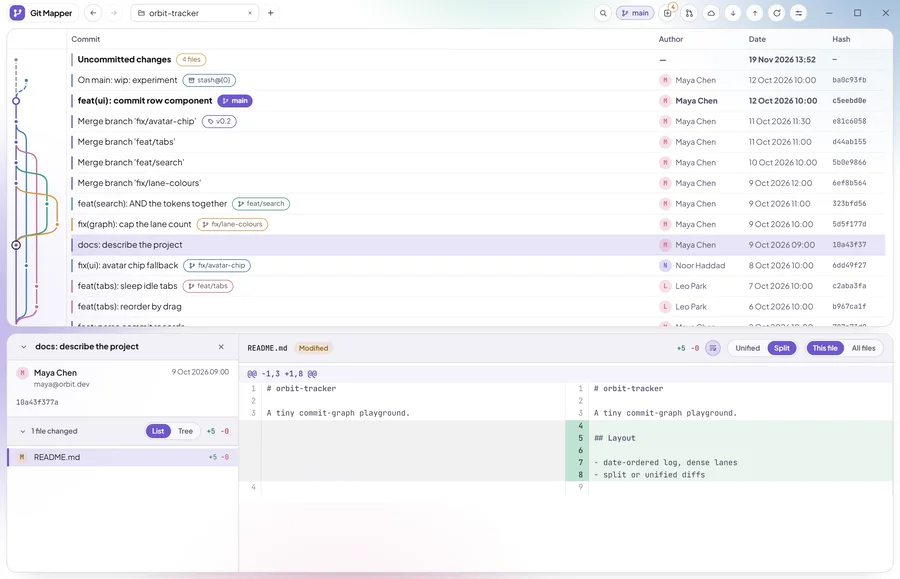 Git Mapper orbit-tracker × + main 4
Commit Author Date Hash
Uncommitted changes 4 files — 19 Nov 2026 13:52 –
On main: wip: experiment stash@{0} M Maya Chen 12 Oct 2026 10:00 ba0c93fb
feat(ui): commit row component main M Maya Chen 12 Oct 2026 10:00 c5eebd0e
Merge branch 'fix/avatar-chip' v0.2 M Maya Chen 11 Oct 2026 11:30 e81c6058
Merge branch 'feat/tabs' M Maya Chen 11 Oct 2026 11:00 d44ab155
Merge branch 'feat/search' M Maya Chen 10 Oct 2026 10:00 5b0e9866
Merge branch 'fix/lane-colours' M Maya Chen 9 Oct 2026 12:00 6ef8b564
feat(search): AND the tokens together feat/search M Maya Chen 9 Oct 2026 11:00 323bfd56
fix(graph): cap the lane count fix/lane-colours M Maya Chen 9 Oct 2026 10:00 5d5f177d
docs: describe the project M Maya Chen 9 Oct 2026 09:00 10a43f37
fix(ui): avatar chip fallback fix/avatar-chip N Noor Haddad 8 Oct 2026 10:00 6dd49f27
feat(tabs): sleep idle tabs feat/tabs L Leo Park 7 Oct 2026 10:00 c2aba3fa
feat(tabs): reorder by drag L Leo Park 6 Oct 2026 10:00 b967ca1f
docs: describe the project ×
M Maya Chen 9 Oct 2026 09:00
maya@orbit.dev
10a43f377a
1 file changed List Tree +5 -0
M README.md +5 -0
README.md Modified +5 -0 Unified Split This file All files
@@ -1,3 +1,8 @@
1 # orbit-tracker 1 # orbit-tracker
2 2
3 A tiny commit-graph playground. 3 A tiny commit-graph playground.
4
5 ## Layout
6
7 - date-ordered log, dense lanes
8 - split or unified diffs
4 9